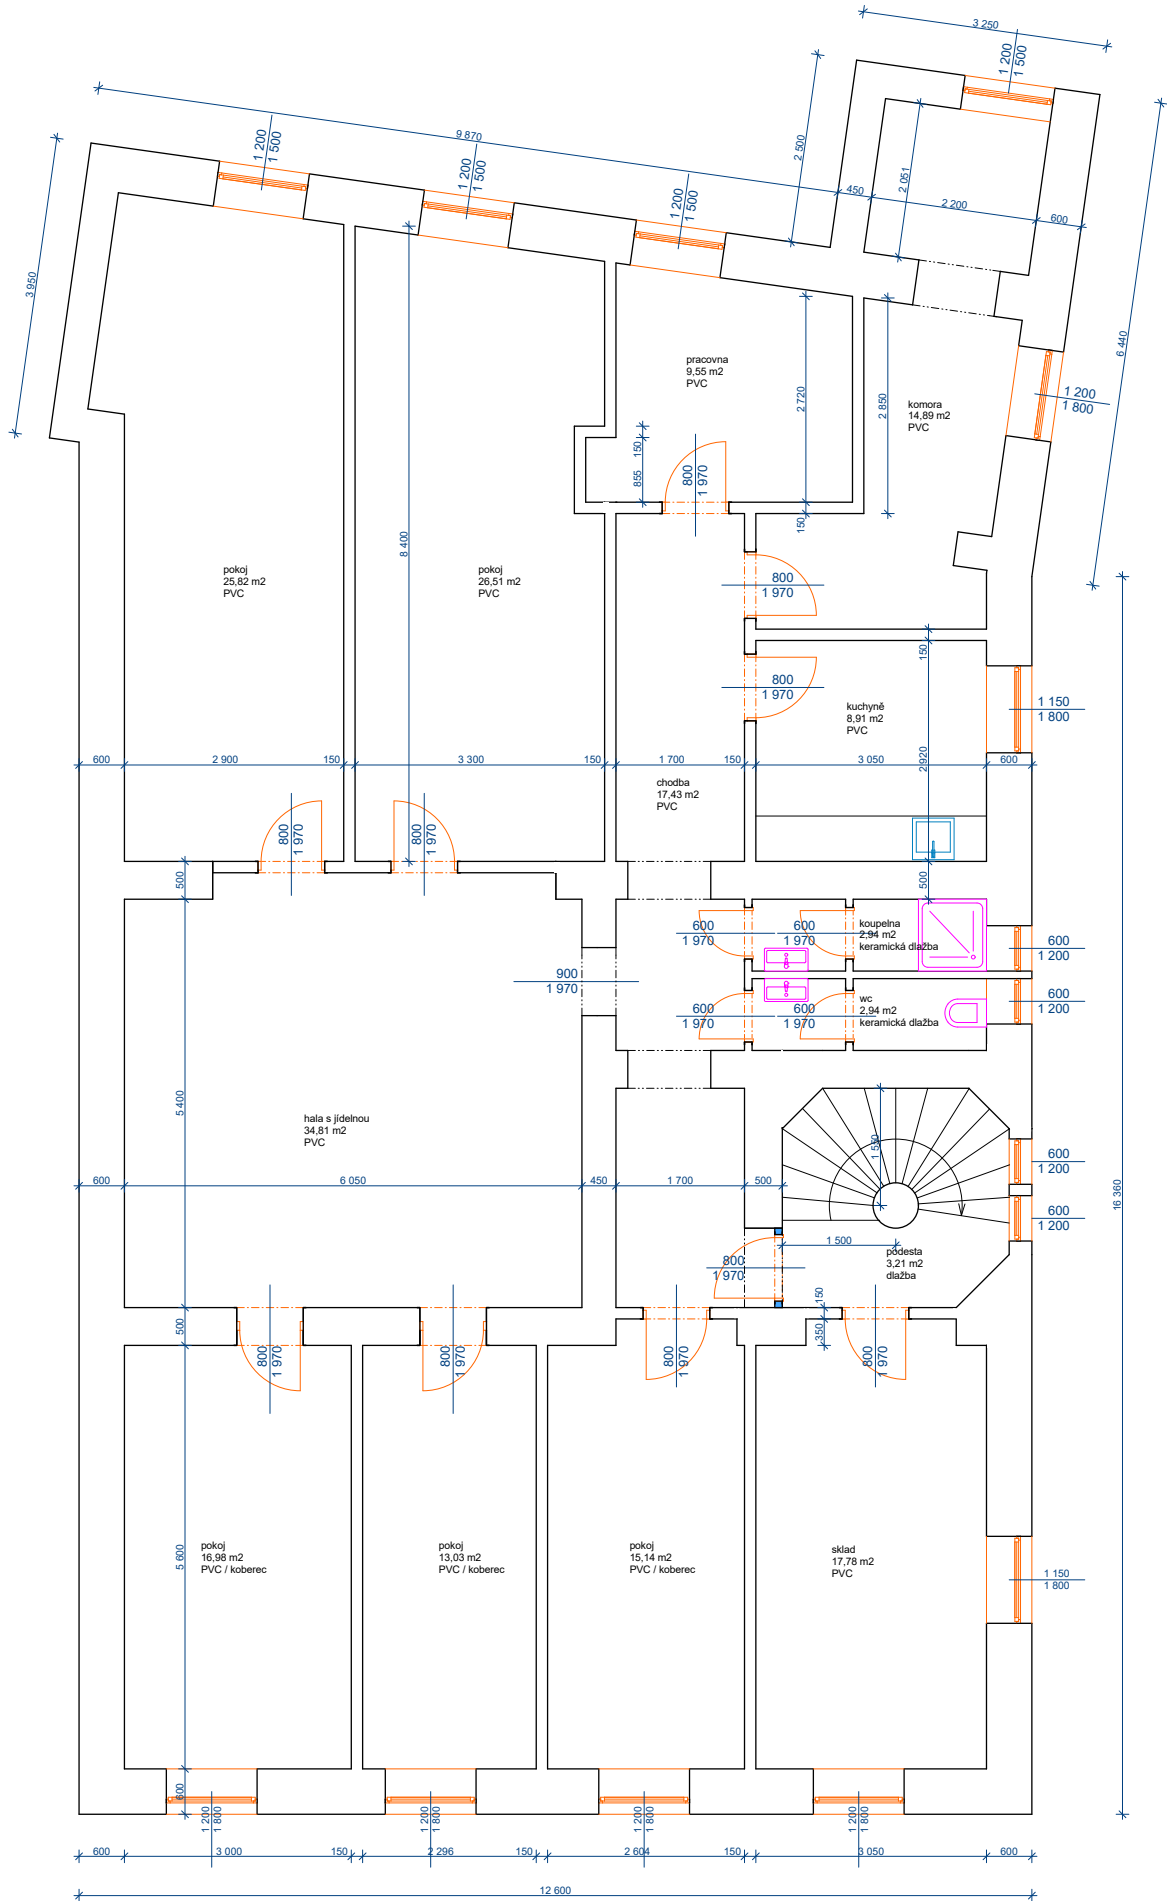 3 250
1 200
1 500
9 870
1 200
1 500
1 200
1 500
1 200
1 500
2 500
2 051
450
2 200
600
3 950
6 440
pracovna
9,55 m2
PVC
2 720
2 850
komora
14,89 m2
PVC
1 200
1 800
150
855
800
1 970
150
8 400
pokoj
25,82 m2
PVC
pokoj
26,51 m2
PVC
800
1 970
150
800
1 970
kuchyně
8,91 m2
PVC
1 150
1 800
600
2 900
150
3 300
150
1 700
150
3 050
600
2 920
chodba
17,43 m2
PVC
800
1 970
800
1 970
500
500
600
1 970
600
1 970
koupelna
2,94 m2
keramická dlažba
600
1 200
900
1 970
600
1 970
600
1 970
wc
2,94 m2
keramická dlažba
600
1 200
5 400
hala s jídelnou
34,81 m2
PVC
1 550
600
1 200
600
6 050
450
1 700
500
600
1 200
16 360
1 500
podesta
3,21 m2
dlažba
800
1 970
150
500
350
800
1 970
800
1 970
800
1 970
800
1 970
5 600
pokoj
16,98 m2
PVC / koberec
pokoj
13,03 m2
PVC / koberec
pokoj
15,14 m2
PVC / koberec
sklad
17,78 m2
PVC
1 150
1 800
600
1 200
1 800
1 200
1 800
1 200
1 800
1 200
1 800
600
3 000
150
2 296
150
2 604
150
3 050
600
12 600